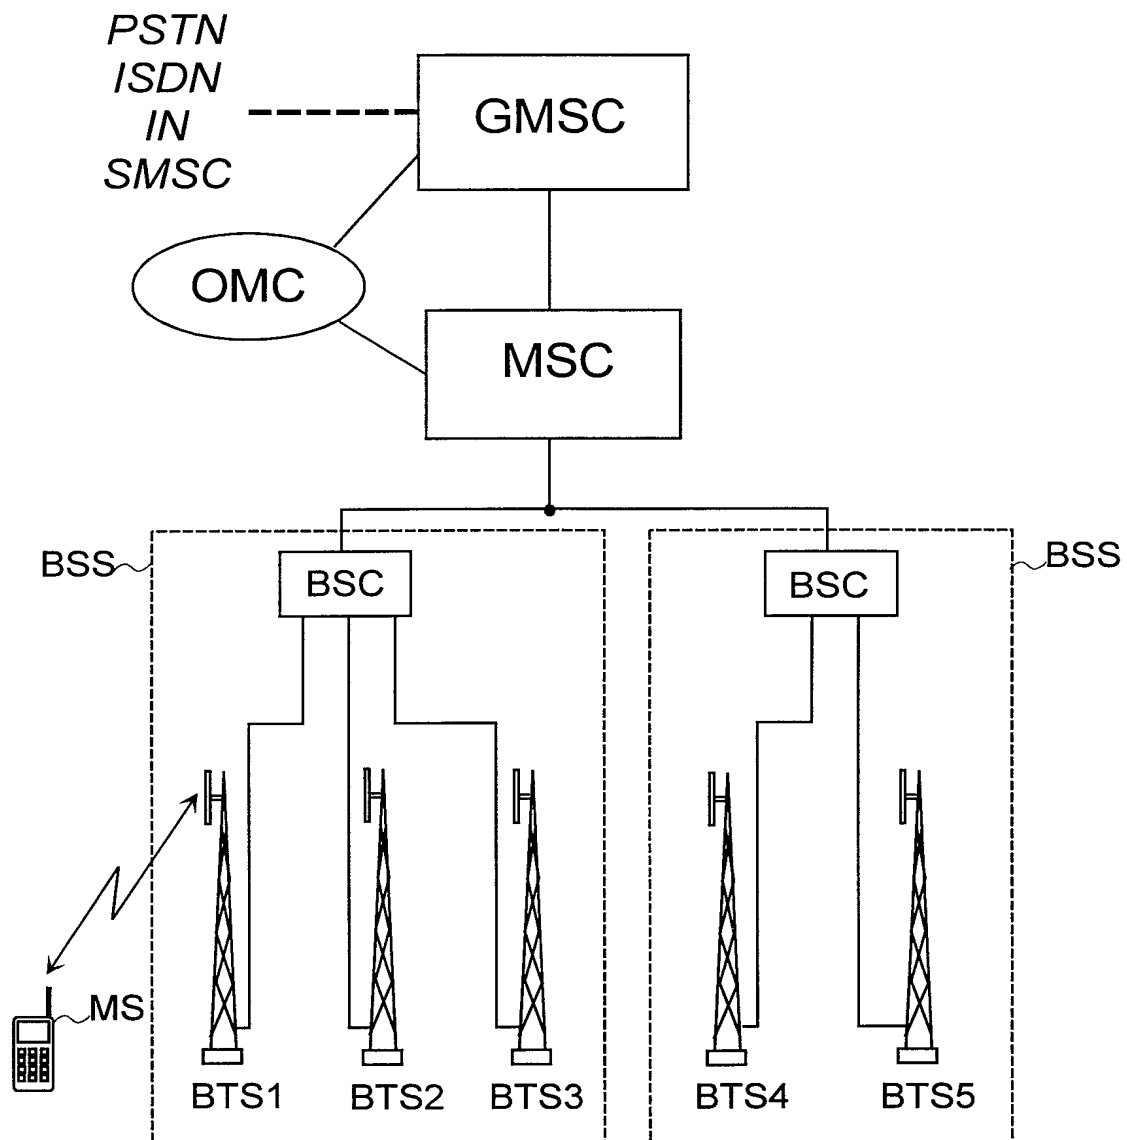 PSTN
ISDN
IN
SMSC
GMSC
OMC
MSC
BSS
BSC
BSC
BSS
MS
BTS1
BTS2
BTS3
BTS4
BTS5